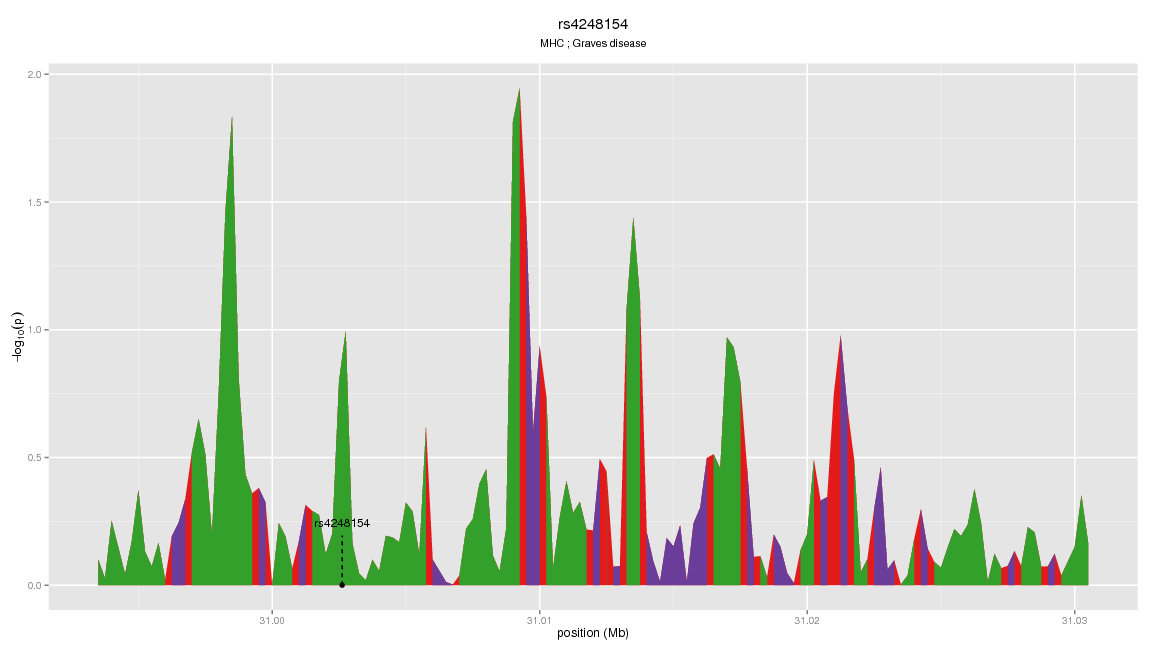 rs4248154
MHC ; Graves disease
2.0
1.5
1.0
0.5
0.0
−log10(p)
rs4248154
31.00
31.01
31.02
31.03
position (Mb)